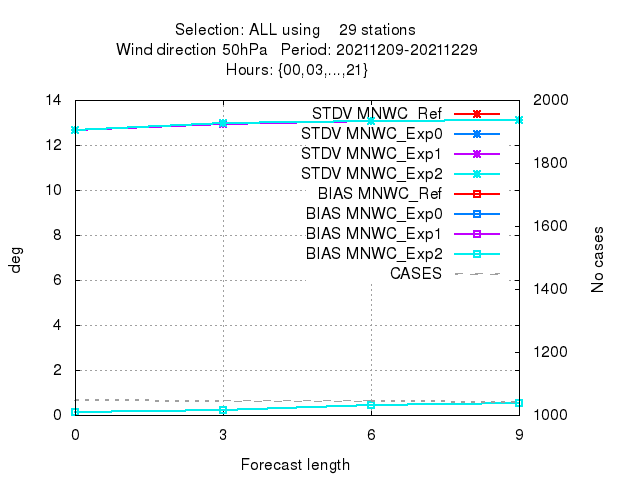 Selection: ALL using 29 stations
Wind direction 50hPa Period: 20211209-20211229
Hours: {00,03,...,21}
14 2000
STDV MNWC_Ref
STDV MNWC_Exp0
12 1800
STDV MNWC_Exp1
STDV MNWC_Exp2
10
BIAS MNWC_Ref
BIAS MNWC_Exp0
8 1600
BIAS MNWC_Exp1
BIAS MNWC_Exp2
deg No cases
CASES
6 1400
4
1200
2
0 1000
0 3 6 9
Forecast length